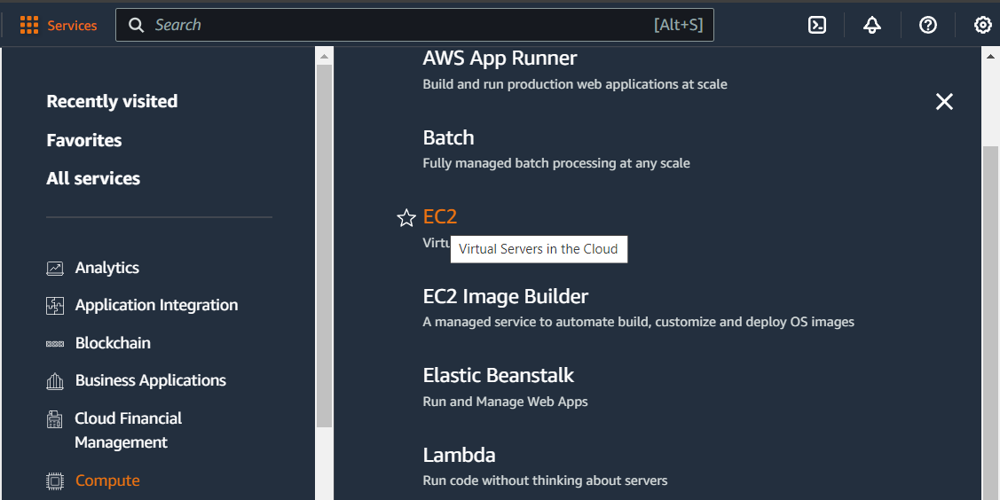 Services
Search
[Alt+S]
Recently visited
Favorites
All services
Analytics
Application Integration
Blockchain
Business Applications
Cloud Financial
Management
Compute
AWS App Runner
Build and run production web applications at scale
Batch
Fully managed batch processing at any scale
EC2
Virtual Servers in the Cloud
EC2 Image Builder
A managed service to automate build, customize and deploy OS images
Elastic Beanstalk
Run and Manage Web Apps
Lambda
Run code without thinking about servers